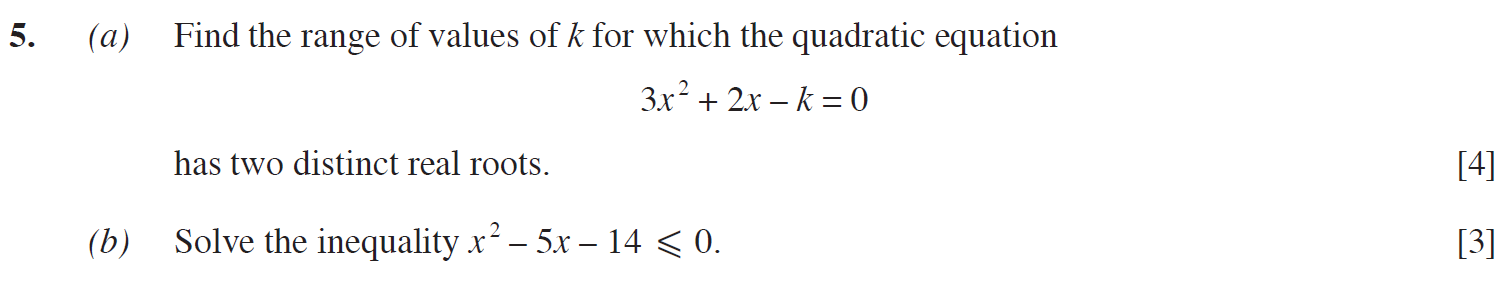 5. (a) Find the range of values of k for which the quadratic equation
3x² + 2x – k = 0
has two distinct real roots. [4]
(b) Solve the inequality x² – 5x – 14 ⩽ 0. [3]